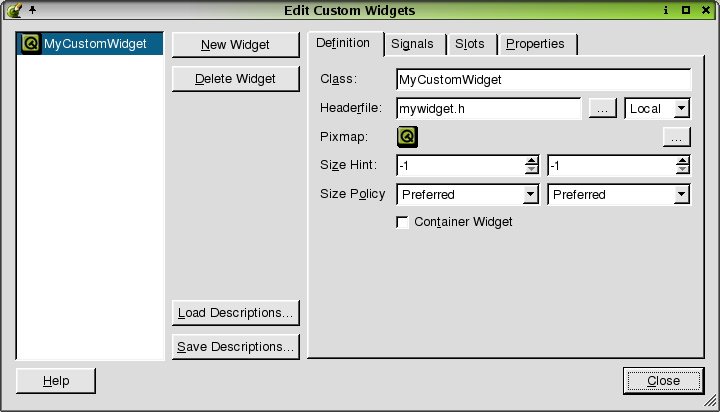 Edit Custom Widgets
MyCustomWidget
New Widget
Delete Widget
Load Descriptions...
Save Descriptions...
Definition Signals Slots Properties
Class: MyCustomWidget
Headerfile: mywidget.h ... Local
Pixmap: ...
Size Hint: -1 -1
Size Policy Preferred Preferred
Container Widget
Help Close